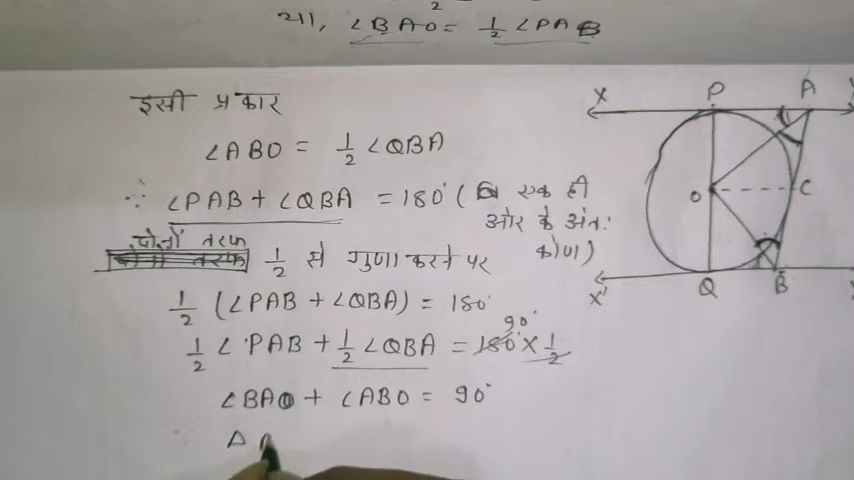 या, ∠BAO = 1/2 ∠PAB
इसी प्रकार
∠ABO = 1/2 ∠QBA
∵ ∠PAB + ∠QBA = 180° ( एक ही
ओर के अंतः
कोण)
दोनों तरफ
1/2 से गुणा करने पर
1/2 (∠PAB + ∠QBA) = 180°
90°
1/2 ∠PAB + 1/2 ∠QBA = 180° × 1/2
∠BAO + ∠ABO = 90°
Δ
X P A Y
O C
X' Q B Y